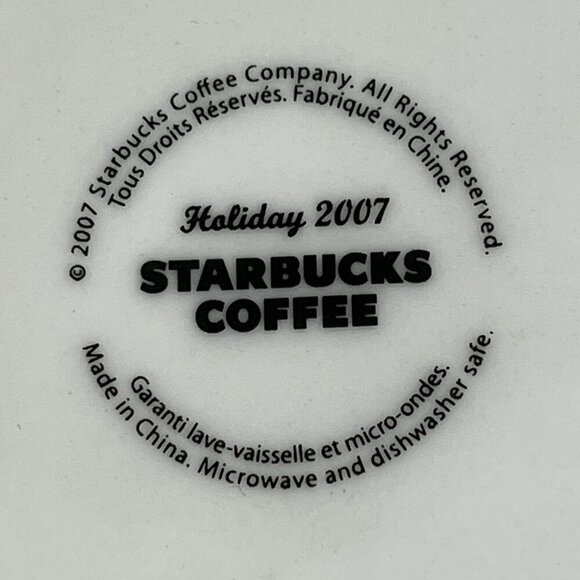 © 2007 Starbucks Coffee Company. All Rights Reserved.
Tous Droits Réservés. Fabriqué en Chine.
Holiday 2007
STARBUCKS
COFFEE
Garanti lave-vaisselle et micro-ondes.
Made in China. Microwave and dishwasher safe.